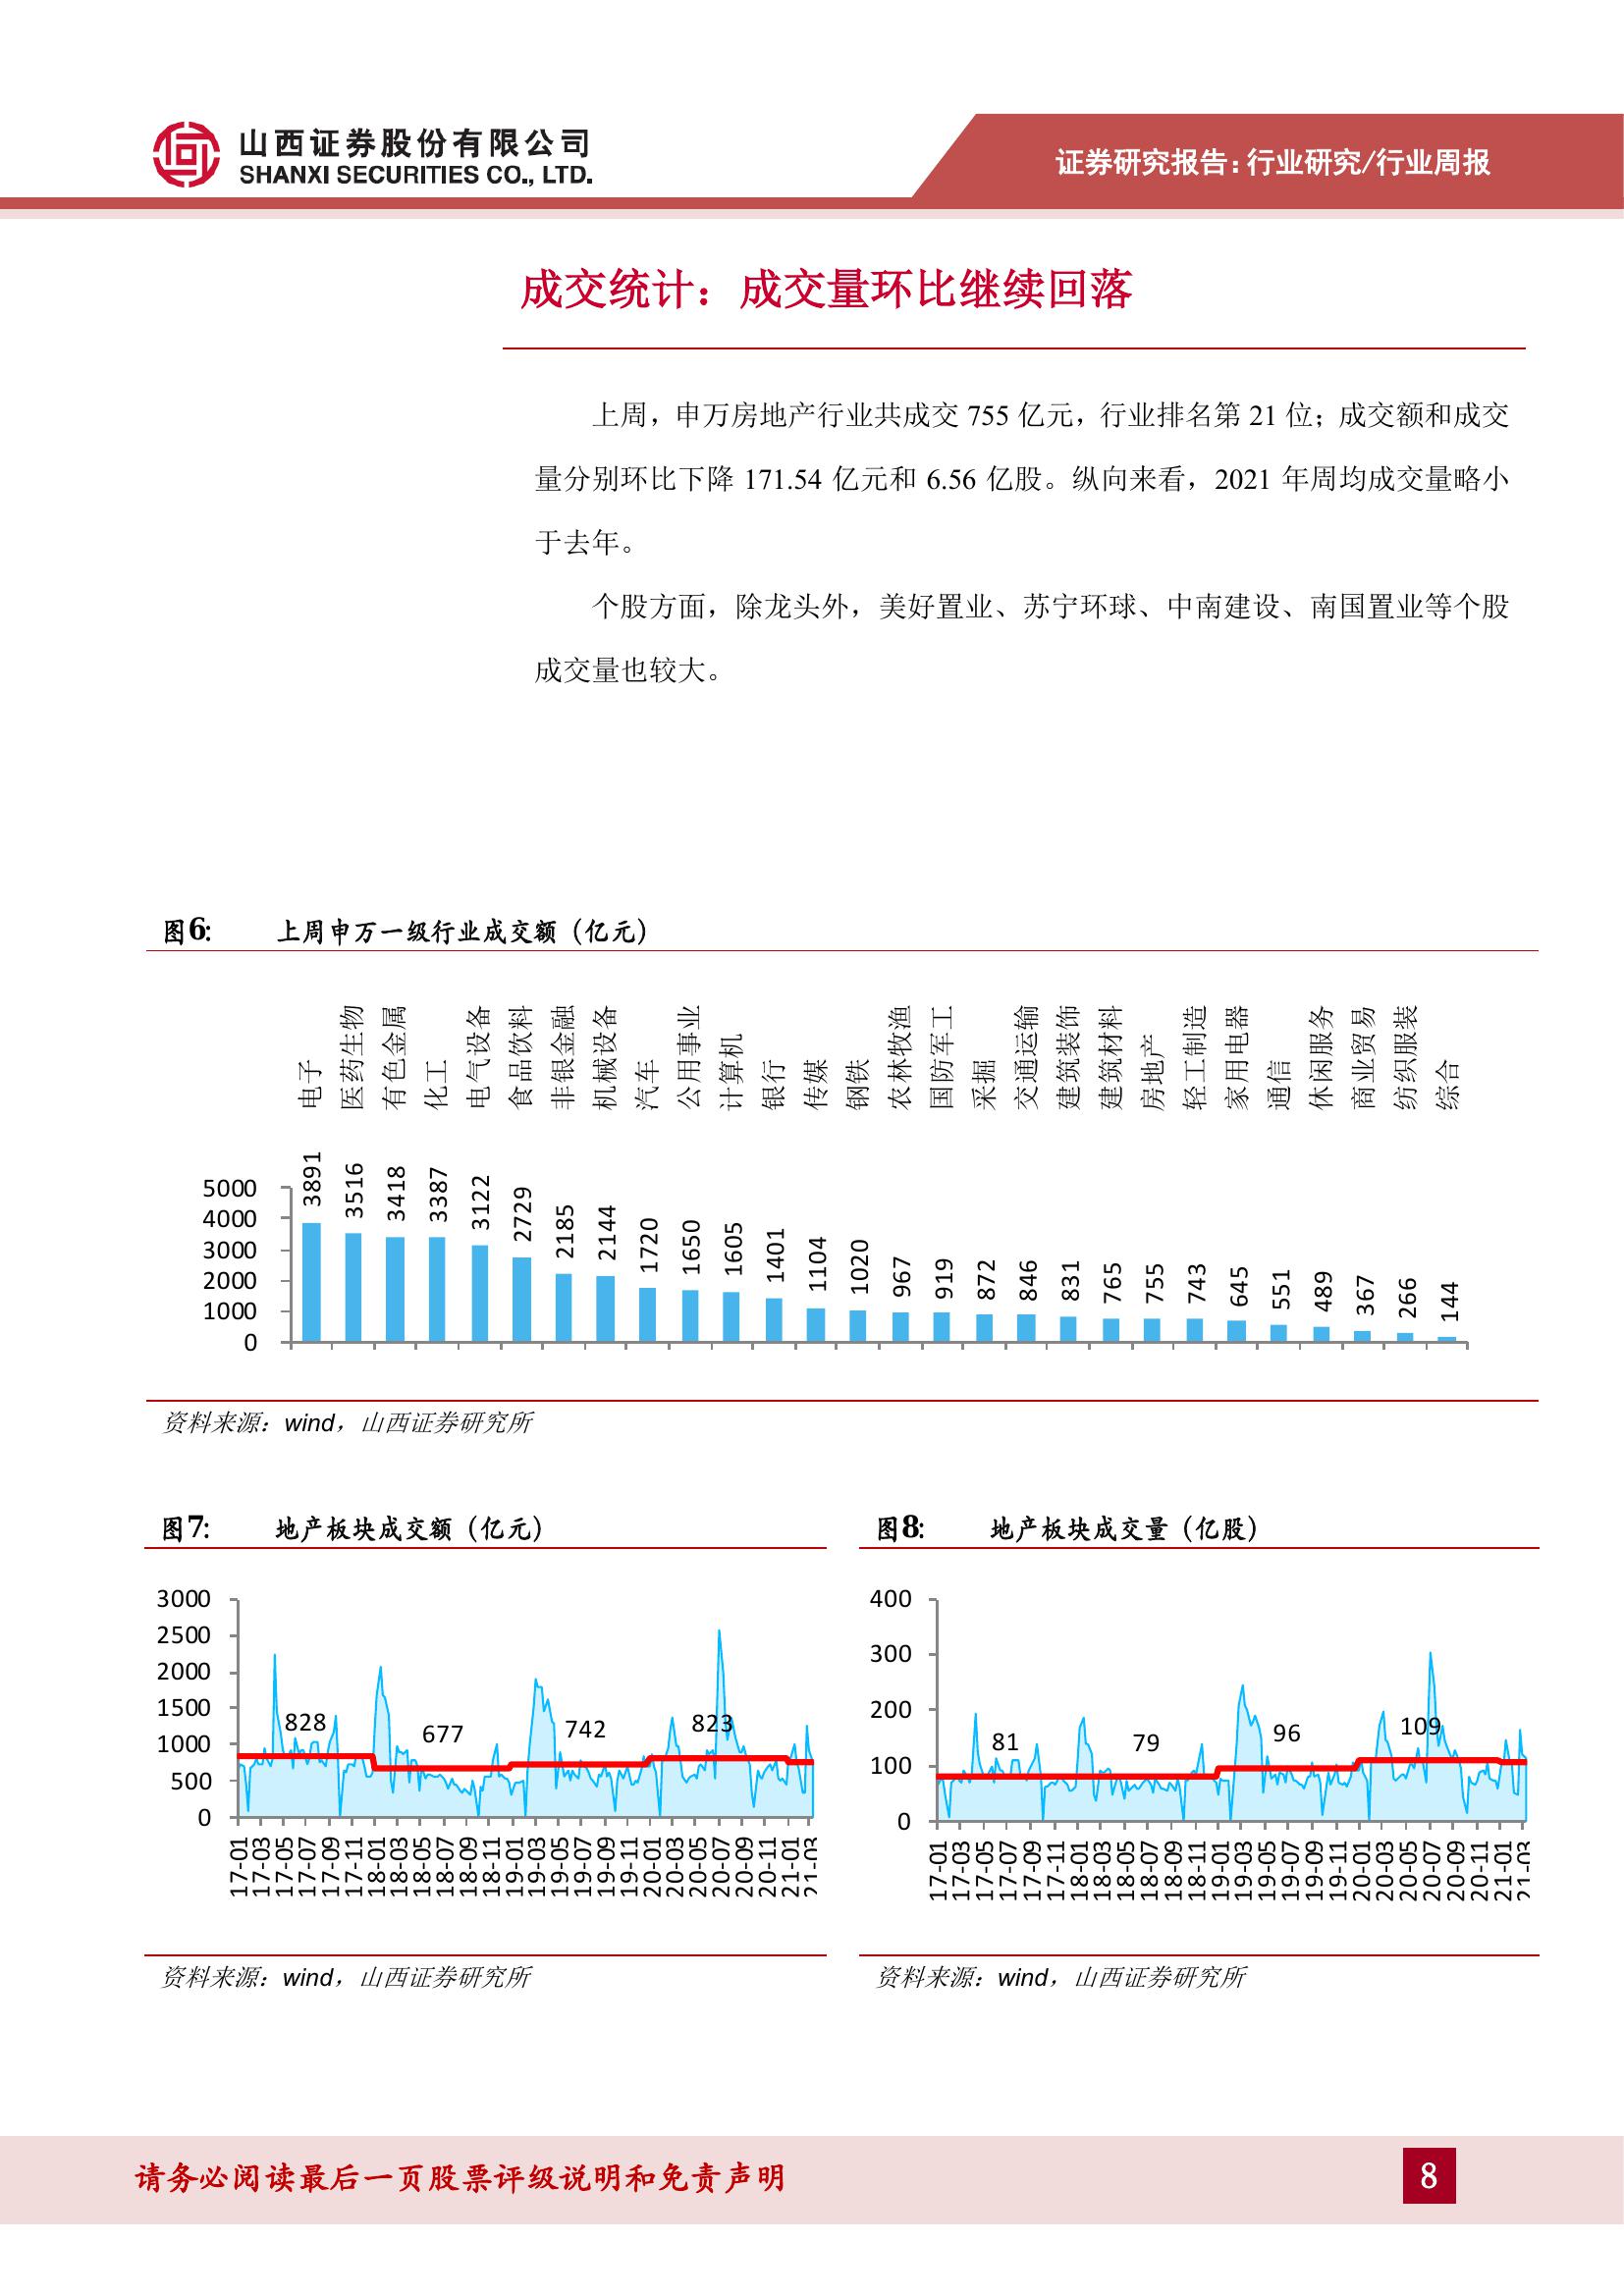 山西证券股份有限公司
SHANXI SECURITIES CO., LTD.
证券研究报告：行业研究/行业周报
成交统计：成交量环比继续回落
上周，申万房地产行业共成交 755 亿元，行业排名第 21 位；成交额和成交
量分别环比下降 171.54 亿元和 6.56 亿股。纵向来看，2021 年周均成交量略小
于去年。
个股方面，除龙头外，美好置业、苏宁环球、中南建设、南国置业等个股
成交量也较大。
图6： 上周申万一级行业成交额（亿元）
电子 医药生物 有色金属 化工 电气设备 食品饮料 非银金融 机械设备 汽车 公用事业 计算机 银行 传媒 钢铁 农林牧渔 国防军工 采掘 交通运输 建筑装饰 建筑材料 房地产 轻工制造 家用电器 通信 休闲服务 商业贸易 纺织服装 综合
3891 3516 3418 3387 3122 2729 2185 2144 1720 1650 1605 1401 1104 1020 967 919 872 846 831 765 755 743 645 551 489 367 266 144
5000
4000
3000
2000
1000
0
资料来源：wind，山西证券研究所
图7： 地产板块成交额（亿元）
3000
2500
2000
1500
1000
500
0
828 677 742 823
17-01 17-03 17-05 17-07 17-09 17-11 18-01 18-03 18-05 18-07 18-09 18-11 19-01 19-03 19-05 19-07 19-09 19-11 20-01 20-03 20-05 20-07 20-09 20-11 21-01 21-03
资料来源：wind，山西证券研究所
图8： 地产板块成交量（亿股）
400
300
200
100
0
81 79 96 109
17-01 17-03 17-05 17-07 17-09 17-11 18-01 18-03 18-05 18-07 18-09 18-11 19-01 19-03 19-05 19-07 19-09 19-11 20-01 20-03 20-05 20-07 20-09 20-11 21-01 21-03
资料来源：wind，山西证券研究所
请务必阅读最后一页股票评级说明和免责声明
8